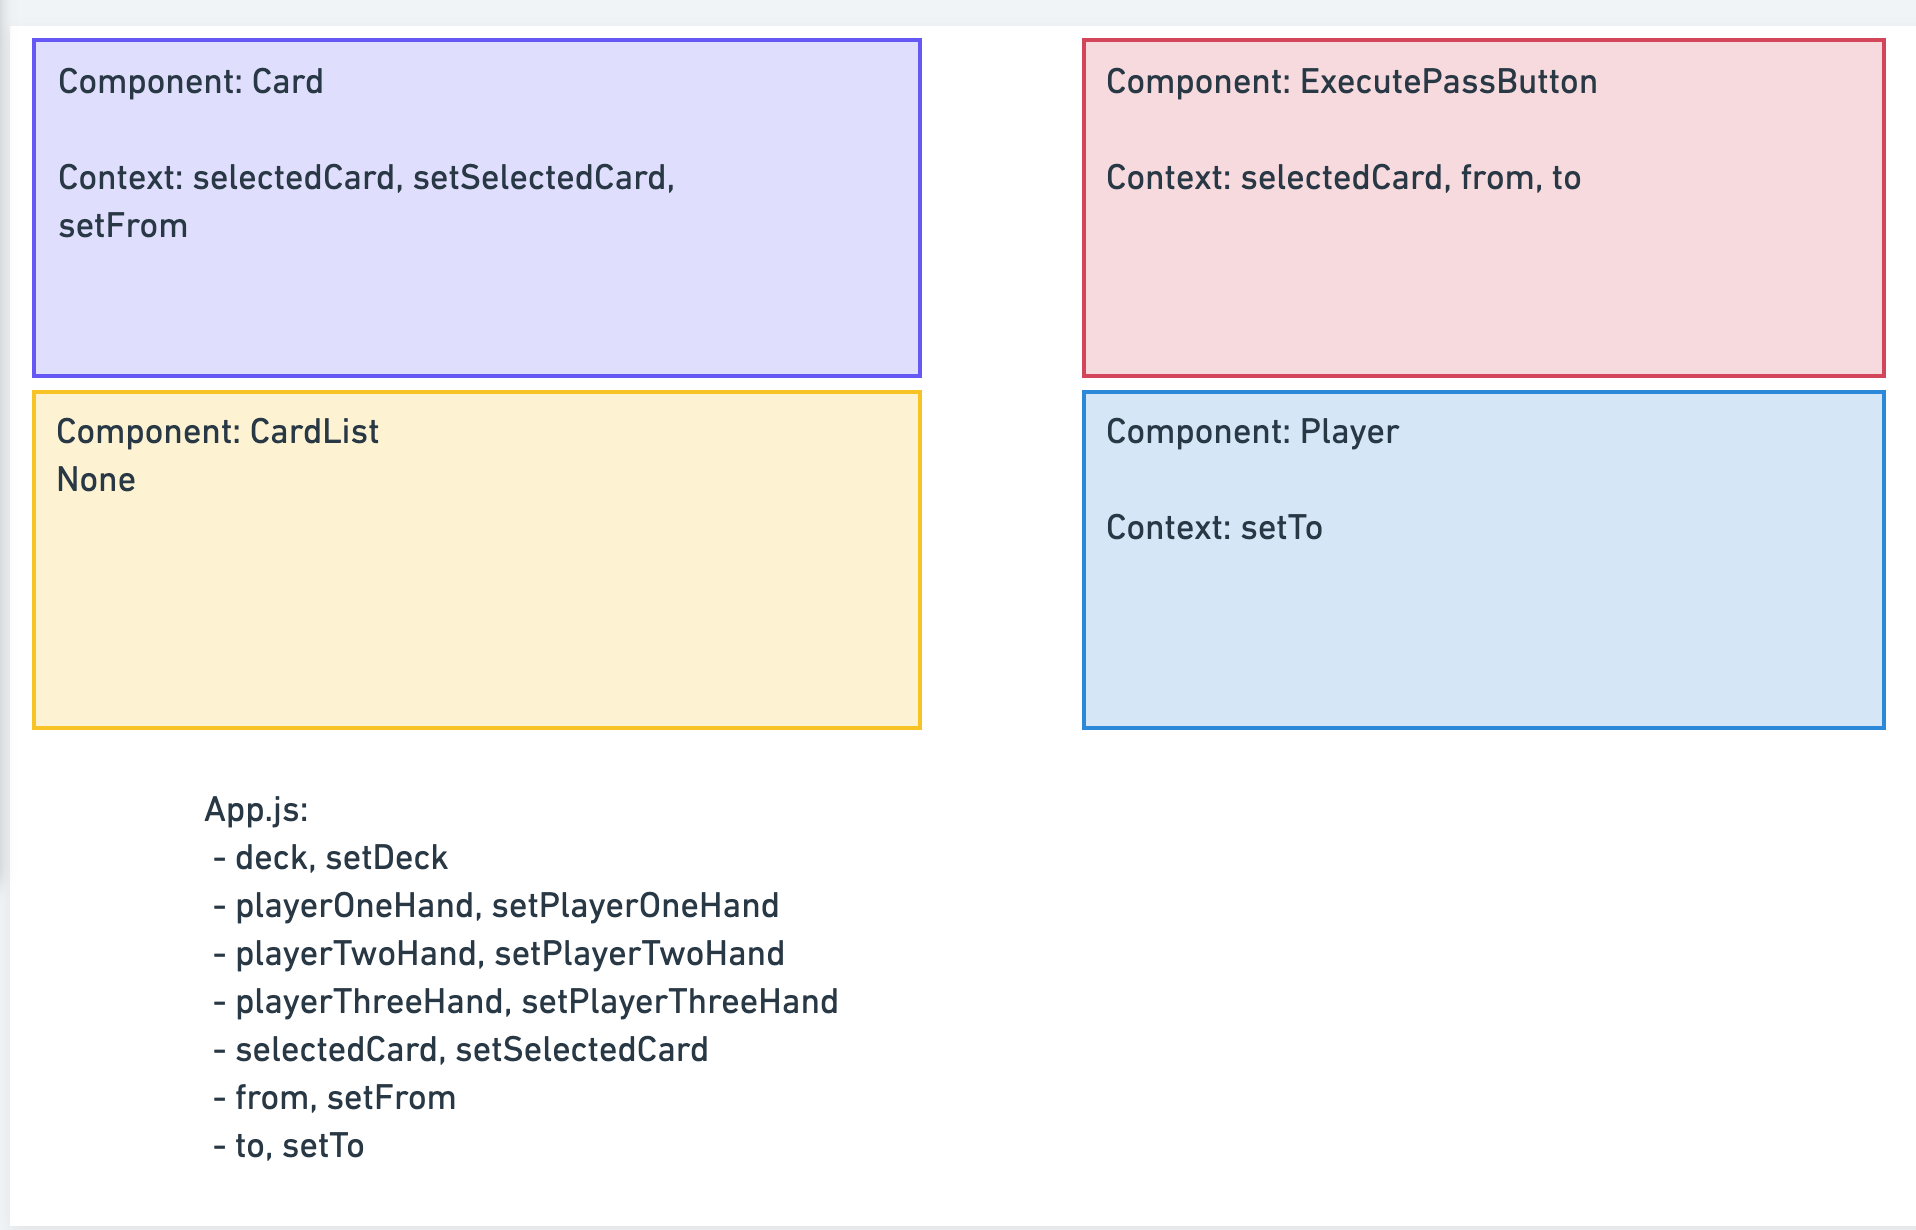 Component: Card
Context: selectedCard, setSelectedCard,
setFrom
Component: ExecutePassButton
Context: selectedCard, from, to
Component: CardList
None
Component: Player
Context: setTo
App.js:
- deck, setDeck
- playerOneHand, setPlayerOneHand
- playerTwoHand, setPlayerTwoHand
- playerThreeHand, setPlayerThreeHand
- selectedCard, setSelectedCard
- from, setFrom
- to, setTo